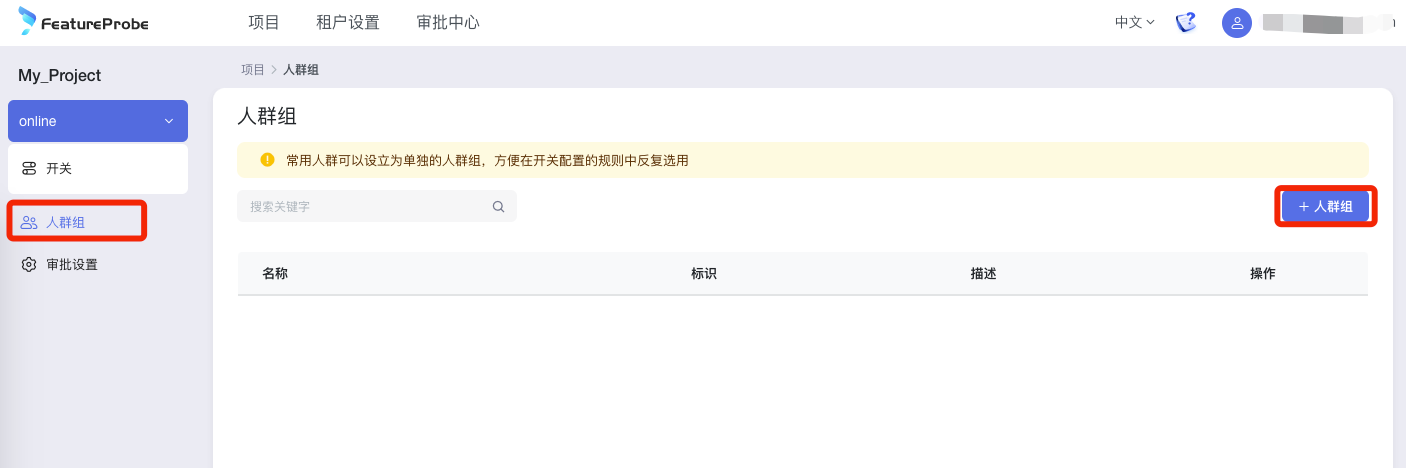 FeatureProbe
项目 租户设置 审批中心
中文
My_Project
项目 > 人群组
online
人群组
常用人群可以设立为单独的人群组，方便在开关配置的规则中反复选用
开关
搜索关键字
+ 人群组
人群组
审批设置
名称 标识 描述 操作